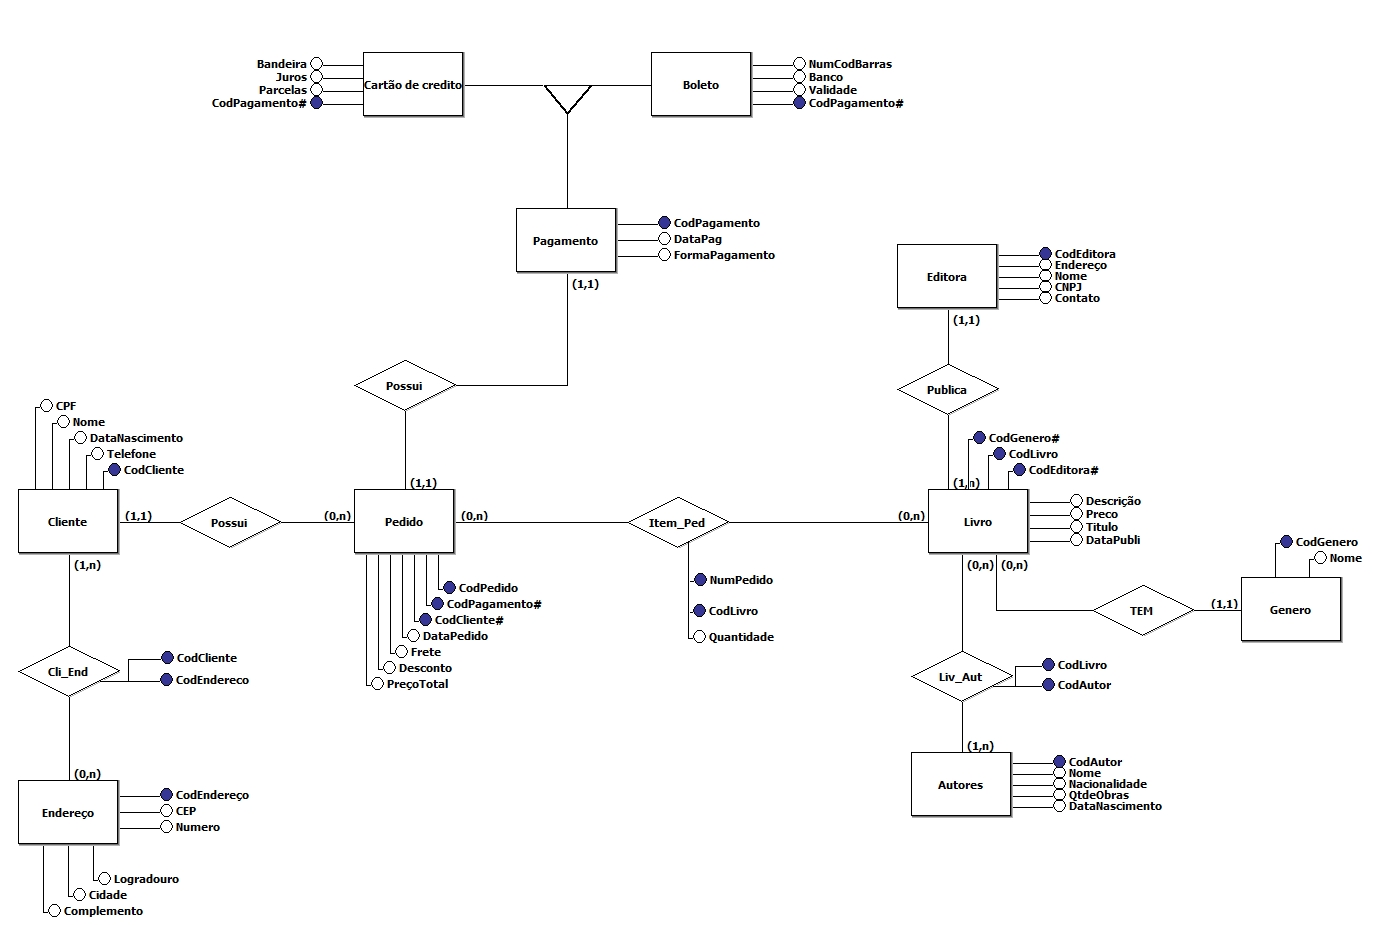 Bandeira
Juros
Parcelas
CodPagamento#
Cartão de credito
Boleto
NumCodBarras
Banco
Validade
CodPagamento#
Pagamento
CodPagamento
DataPag
FormaPagamento
(1,1)
Editora
CodEditora
Endereço
Nome
CNPJ
Contato
(1,1)
Possui
Publica
CPF
Nome
DataNascimento
Telefone
CodCliente
CodGenero#
CodLivro
CodEditora#
Cliente
(1,1)
Possui
(0,n)
(1,1)
Pedido
(0,n)
Item_Ped
(0,n)
(1,n)
Livro
Descrição
Preco
Titulo
DataPubli
(1,n)
CodPedido
CodPagamento#
CodCliente#
DataPedido
Frete
Desconto
PreçoTotal
NumPedido
CodLivro
Quantidade
(0,n)
(0,n)
TEM
(1,1)
CodGenero
Nome
Genero
Cli_End
CodCliente
CodEndereco
Liv_Aut
CodLivro
CodAutor
(0,n)
Endereço
CodEndereço
CEP
Numero
Logradouro
Cidade
Complemento
(1,n)
Autores
CodAutor
Nome
Nacionalidade
QtdeObras
DataNascimento